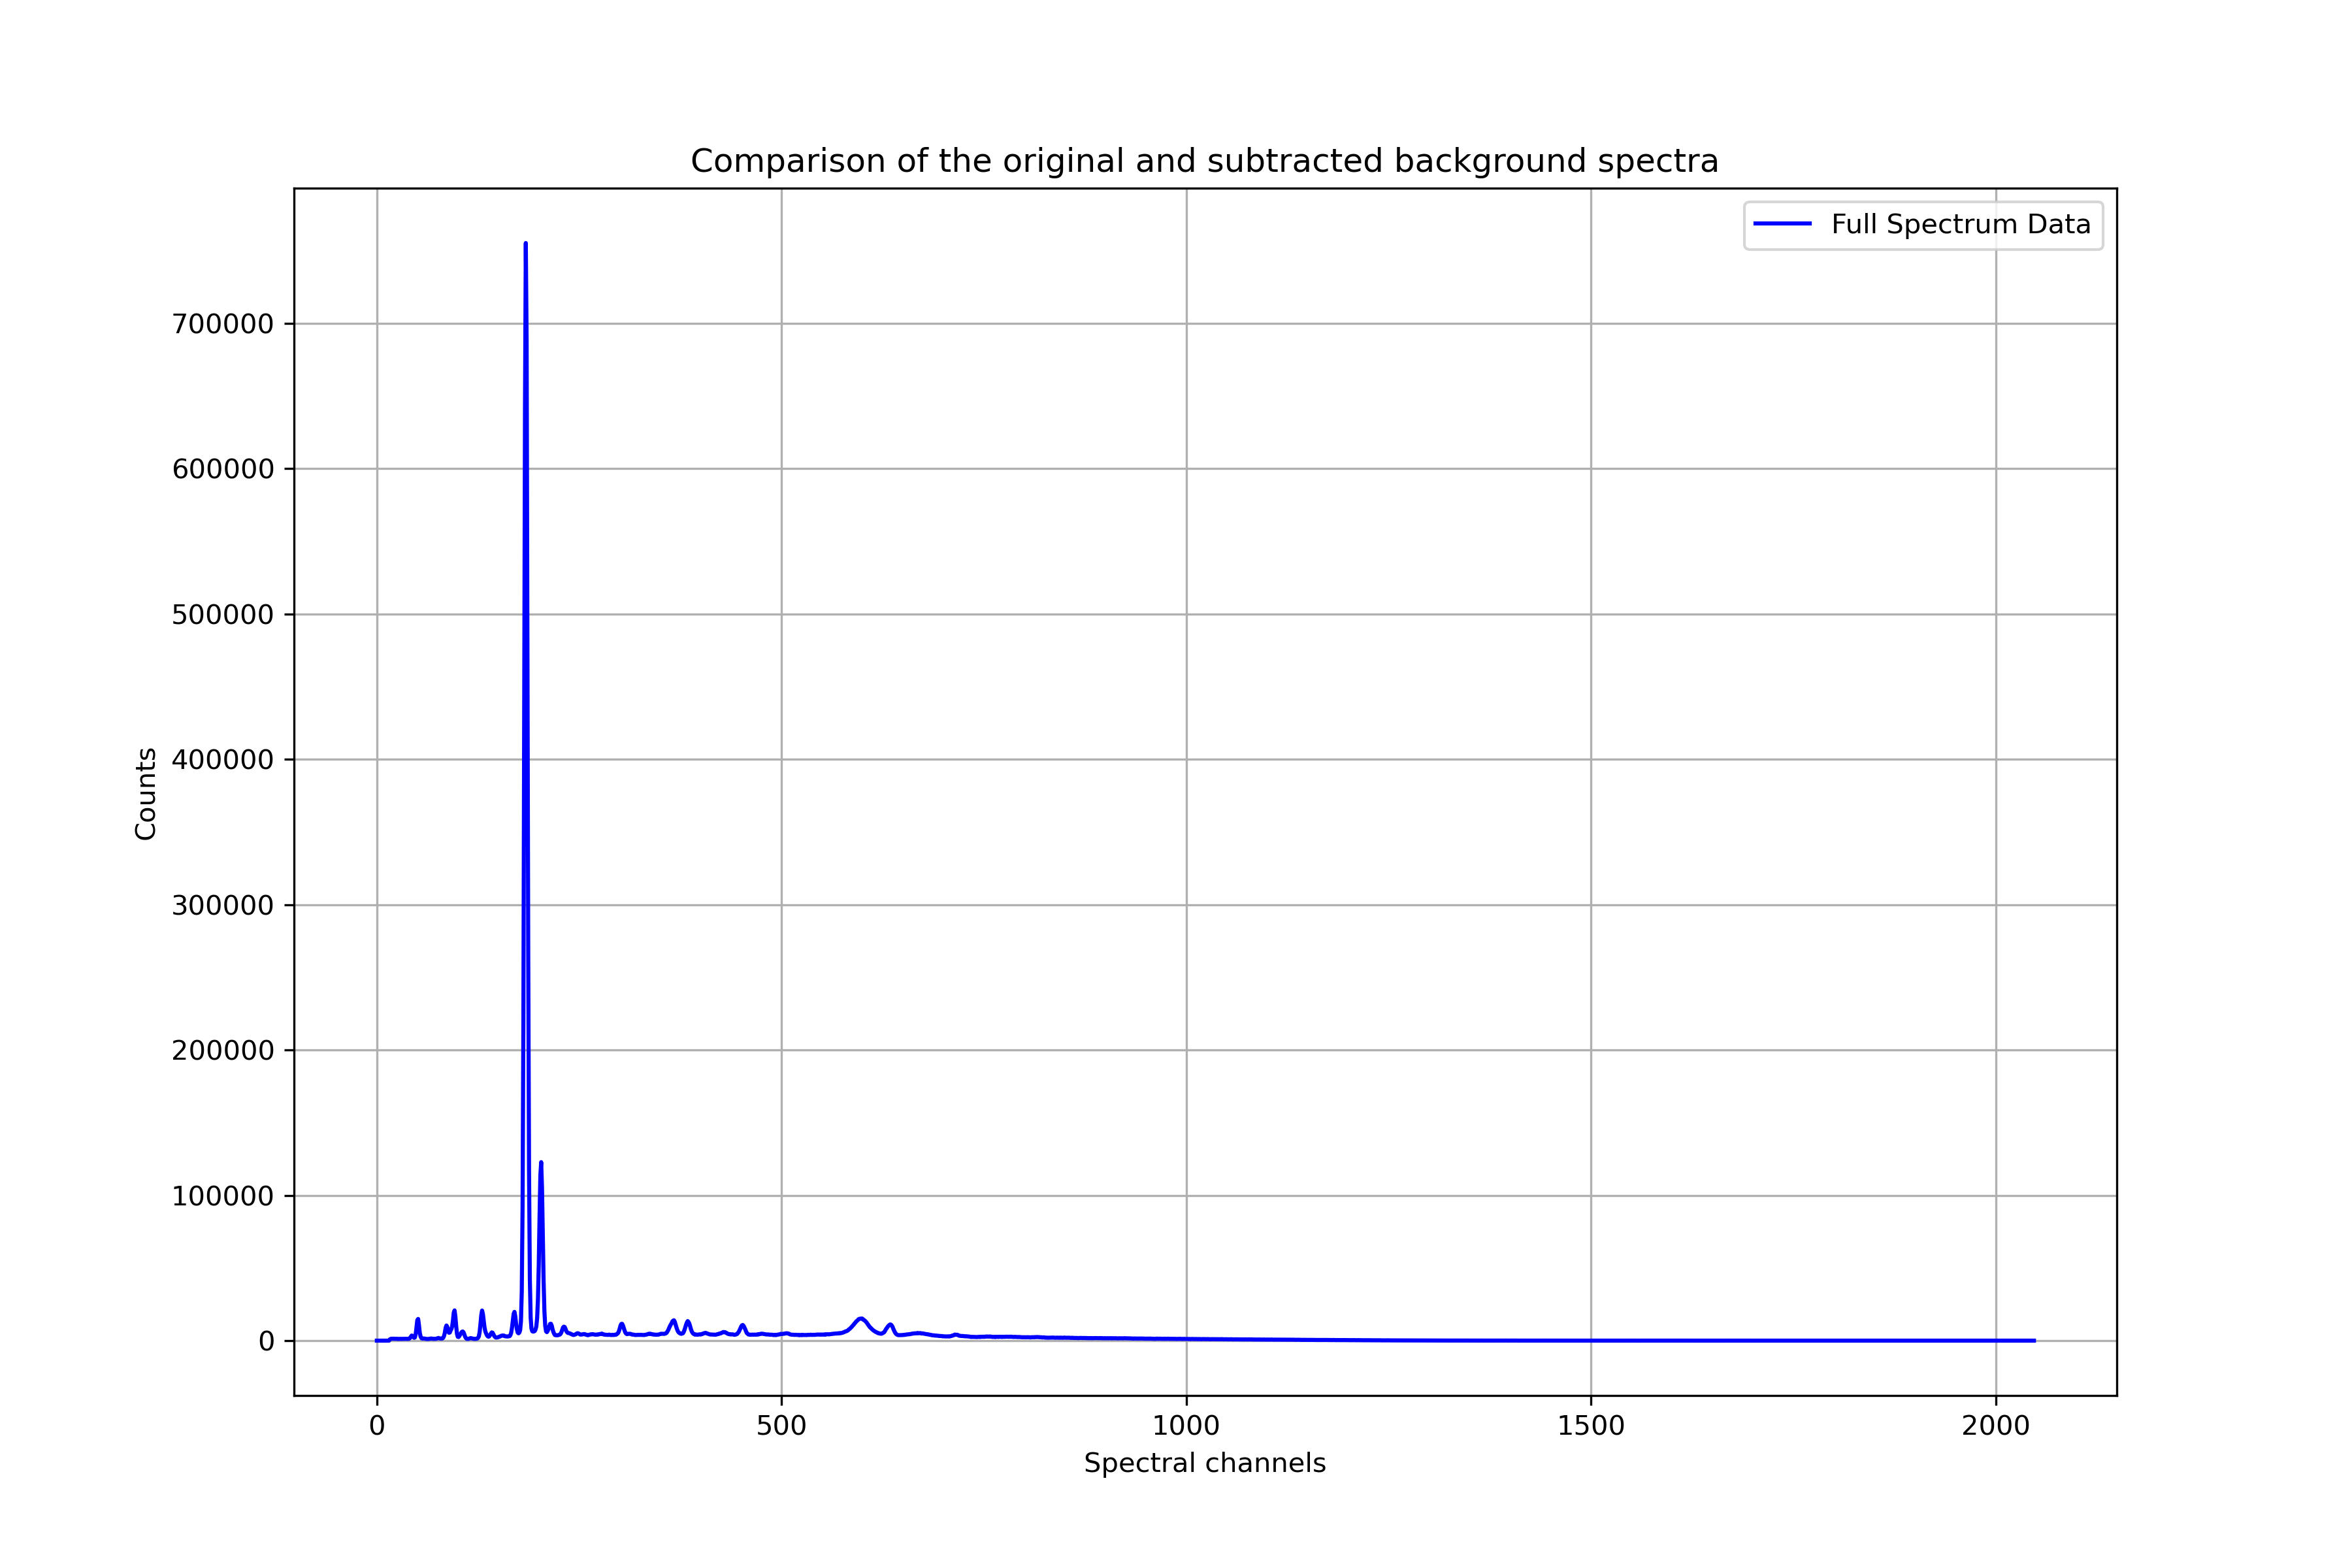 Comparison of the original and subtracted background spectra
Full Spectrum Data
700000
600000
500000
400000
300000
200000
100000
0
Counts
0 500 1000 1500 2000
Spectral channels